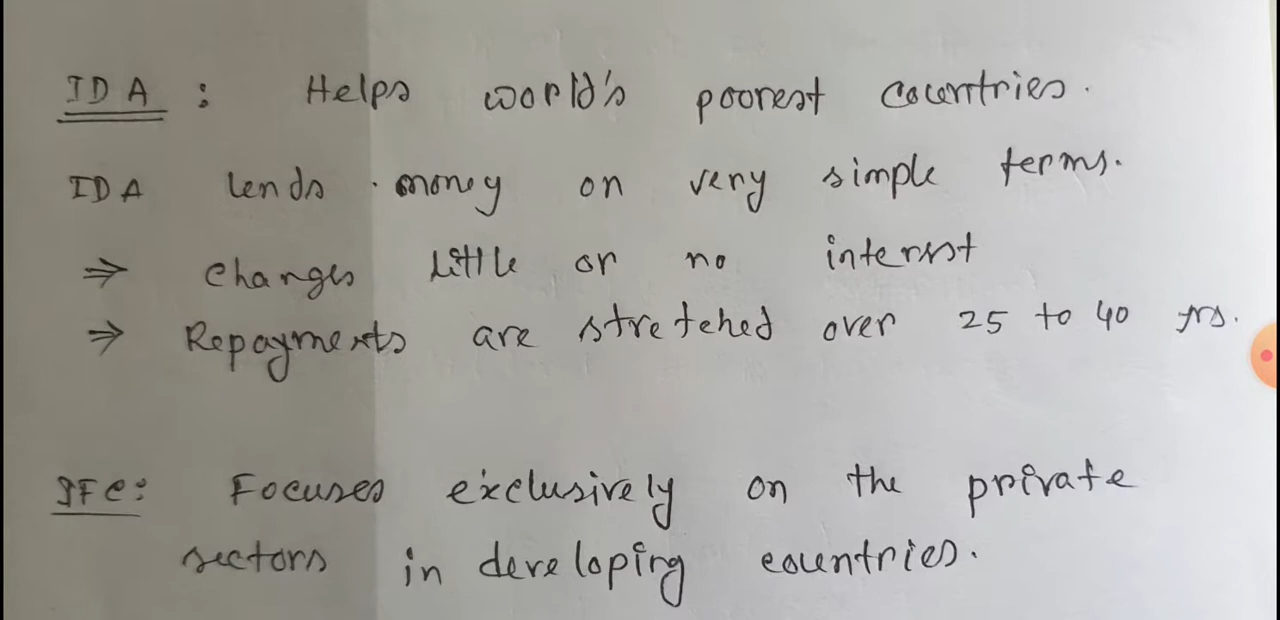 IDA : Helps world's poorest countries.
IDA lends money on very simple terms.
⇒ Charges little or no interest
⇒ Repayments are stretched over 25 to 40 yrs.
IFC: Focuses exclusively on the private
sectors in developing countries.